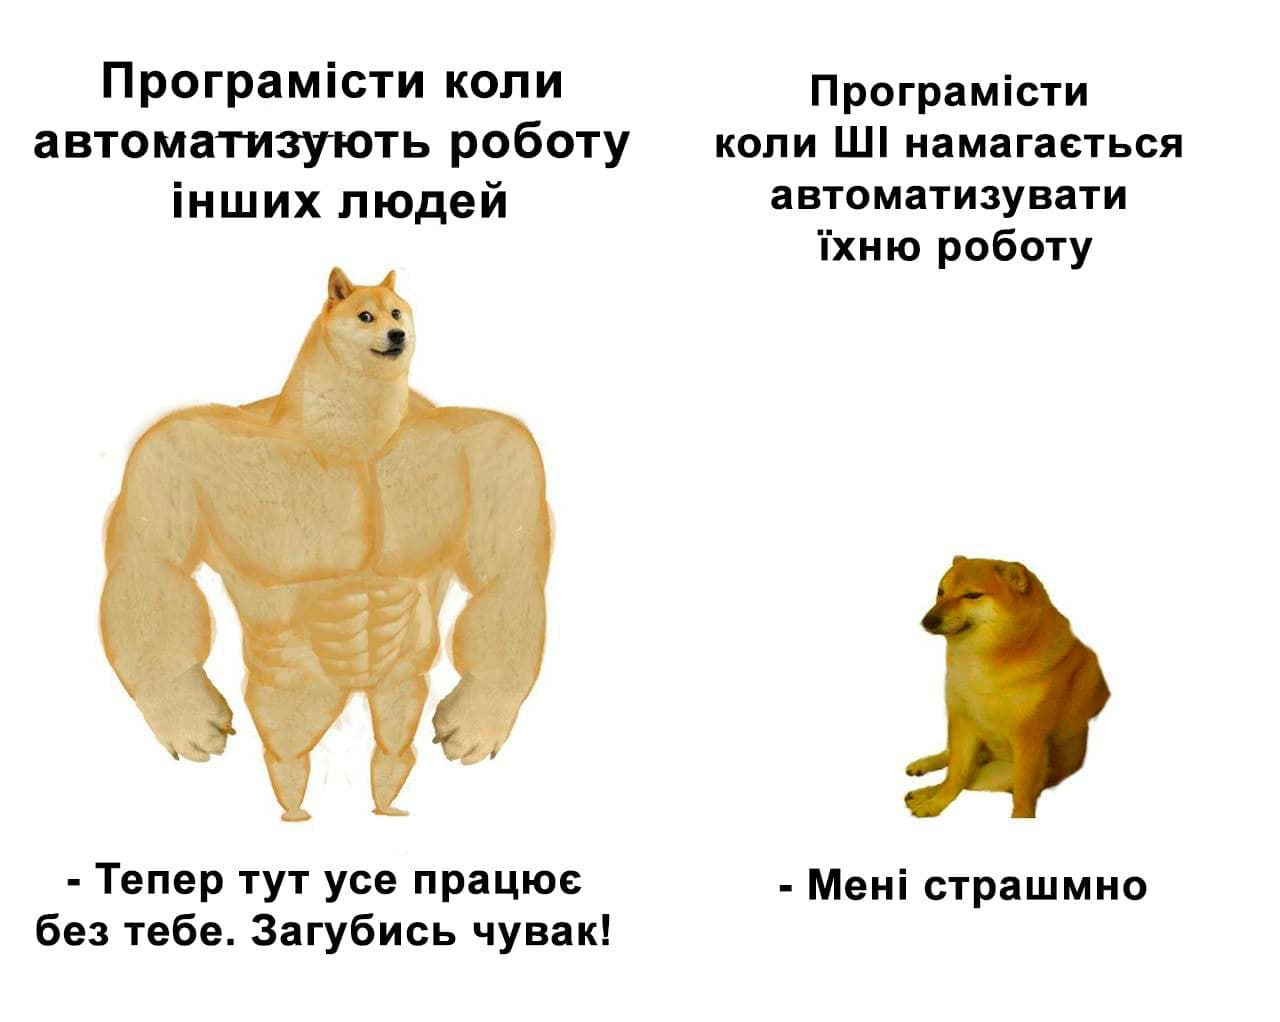 Програмісти коли
автоматизують роботу
інших людей
Програмісти
коли ШІ намагається
автоматизувати
їхню роботу
- Тепер тут усе працює
без тебе. Загубись чувак!
- Мені страшмно